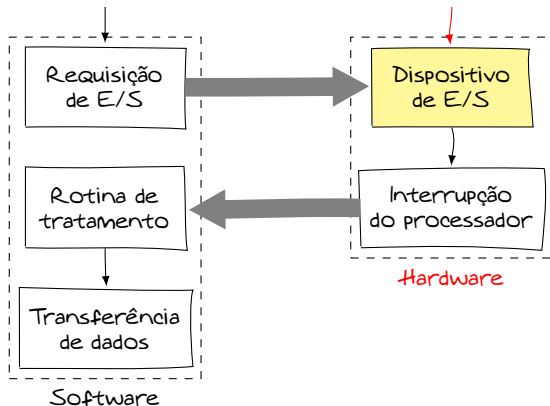 Requisição
de E/S
Dispositivo
de E/S
Rotina de
tratamento
Interrupção
do processador
Hardware
Transferência
de dados
Software